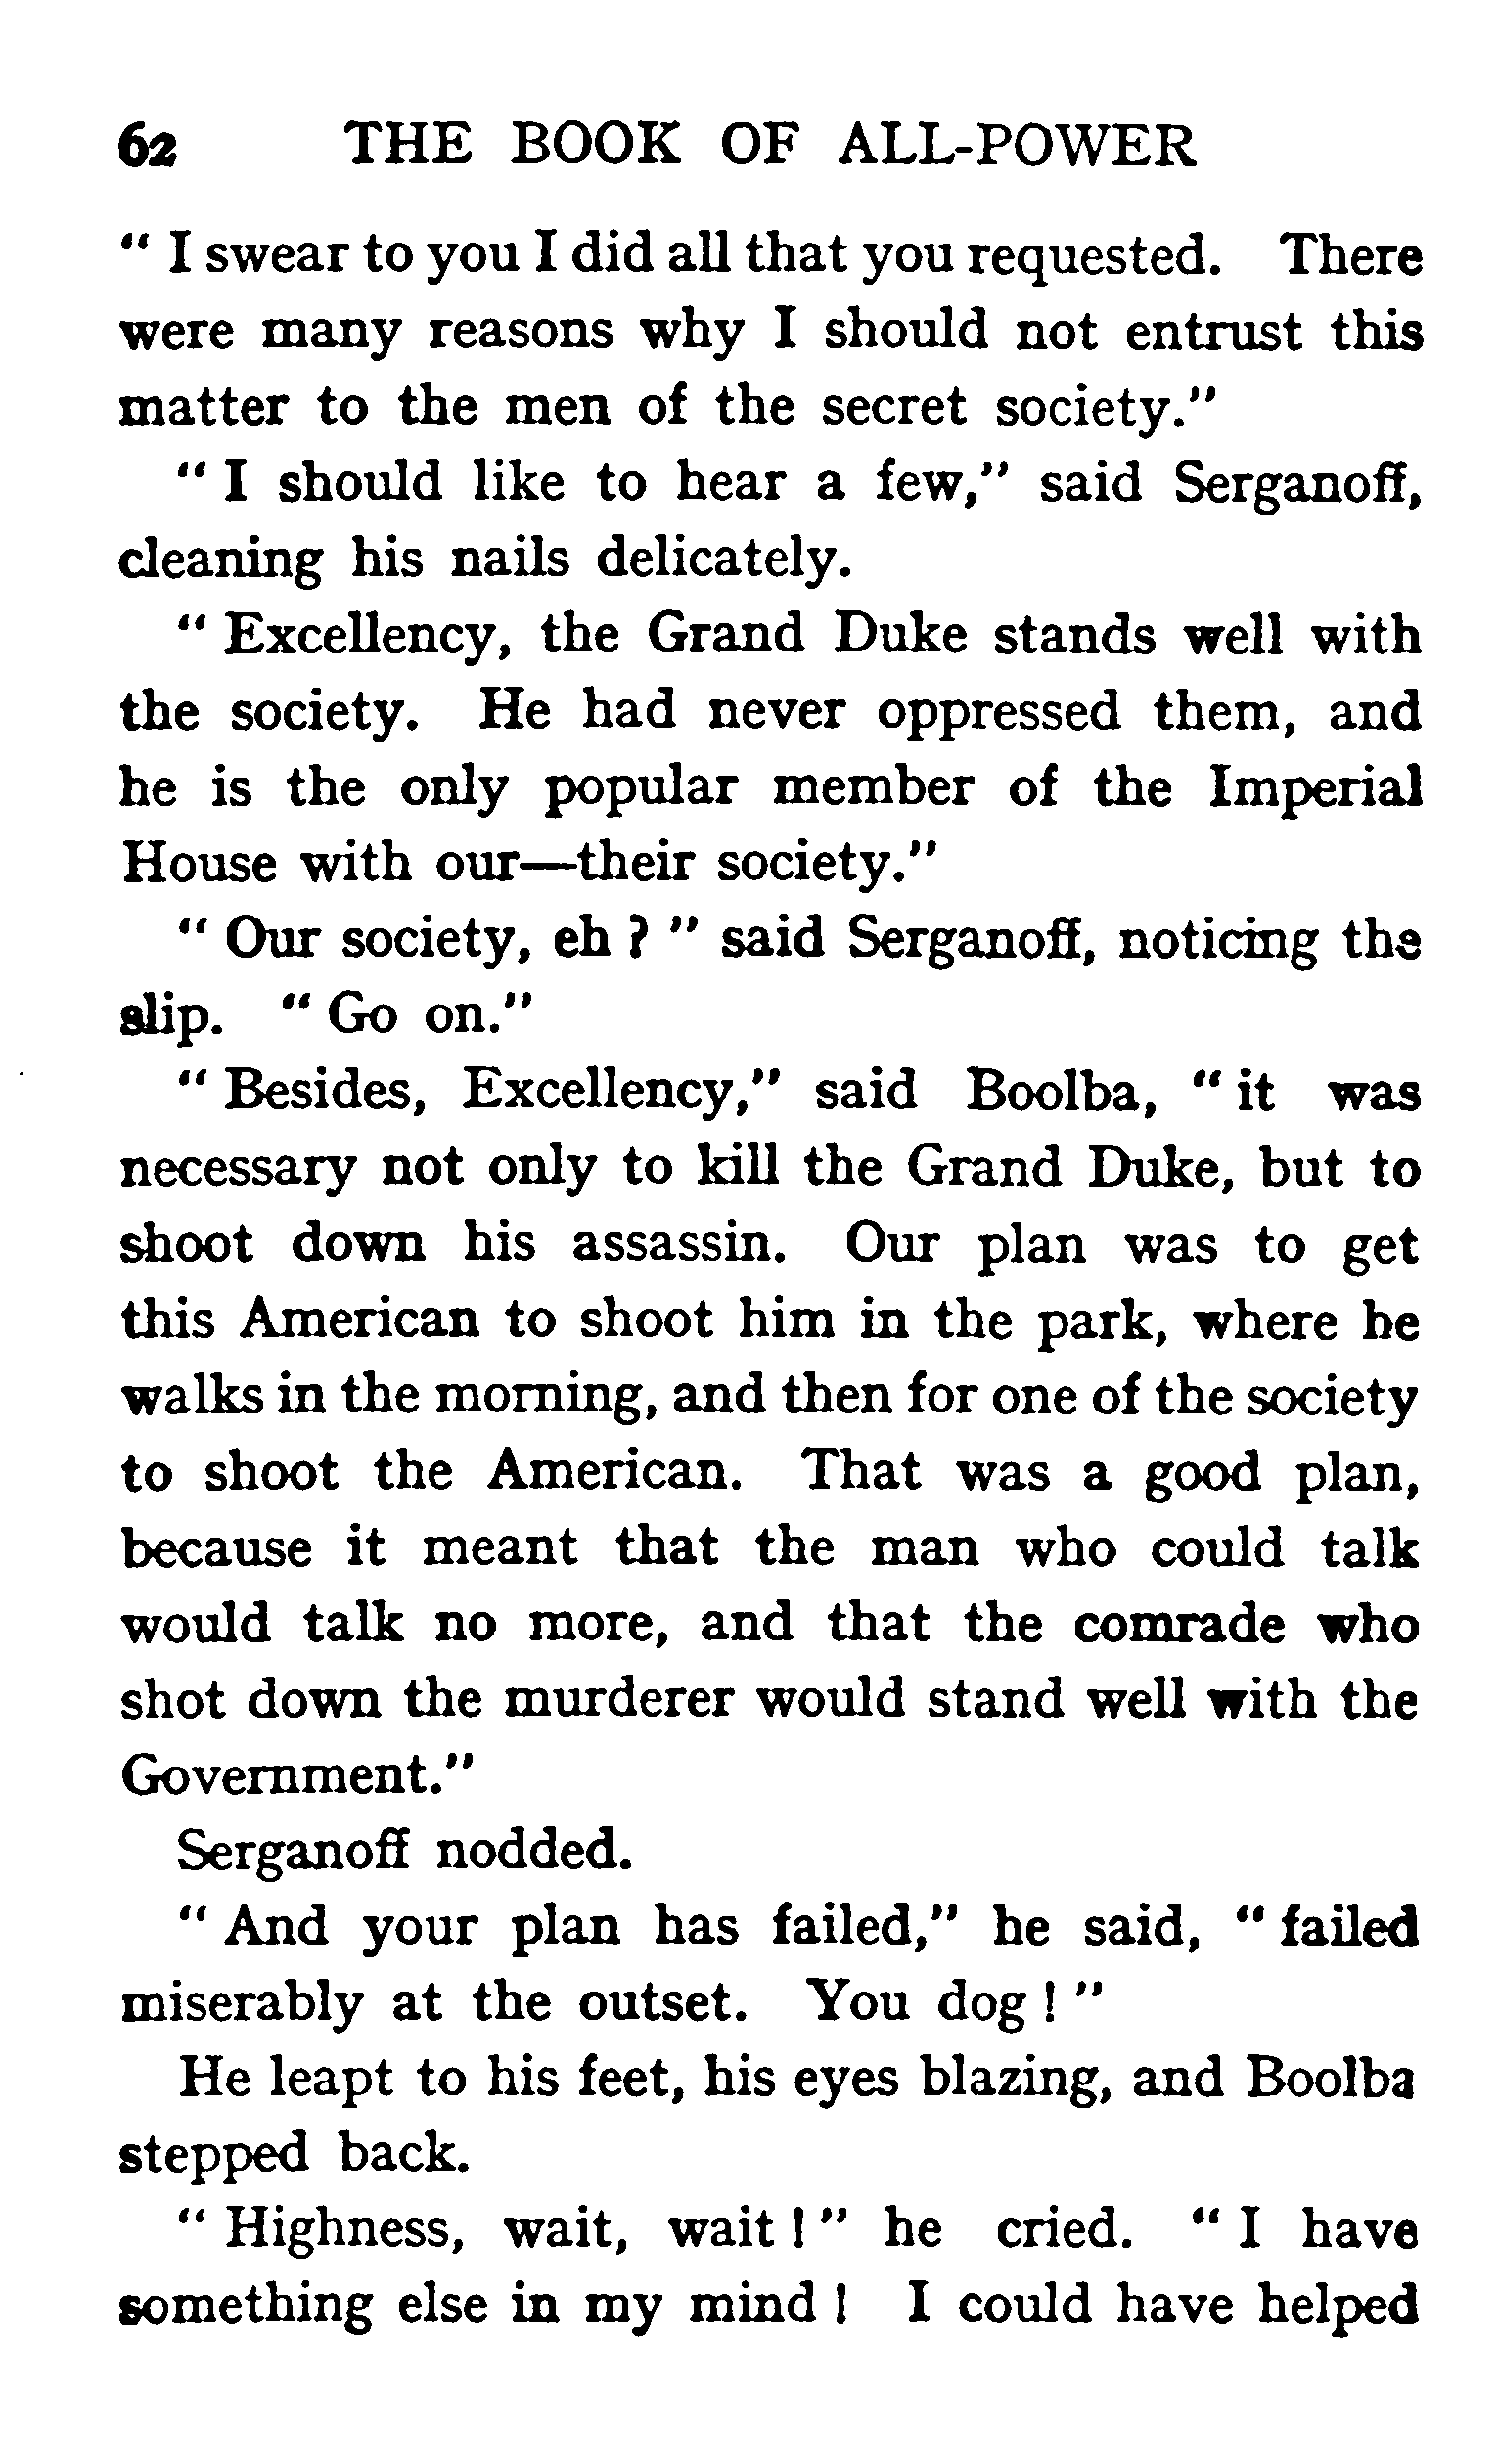 62 THE BOOK OF ALL-POWER
" I swear to you I did all that you requested. There
were many reasons why I should not entrust this
matter to the men of the secret society."
" I should like to hear a few," said Serganoff,
cleaning his nails delicately.
" Excellency, the Grand Duke stands well with
the society. He had never oppressed them, and
he is the only popular member of the Imperial
House with our—their society."
" Our society, eh ? " said Serganoff, noticing the
slip. " Go on."
" Besides, Excellency," said Boolba, " it was
necessary not only to kill the Grand Duke, but to
shoot down his assassin. Our plan was to get
this American to shoot him in the park, where he
walks in the morning, and then for one of the society
to shoot the American. That was a good plan,
because it meant that the man who could talk
would talk no more, and that the comrade who
shot down the murderer would stand well with the
Government."
Serganoff nodded.
" And your plan has failed," he said, " failed
miserably at the outset. You dog ! "
He leapt to his feet, his eyes blazing, and Boolba
stepped back.
" Highness, wait, wait ! " he cried. " I have
something else in my mind ! I could have helped